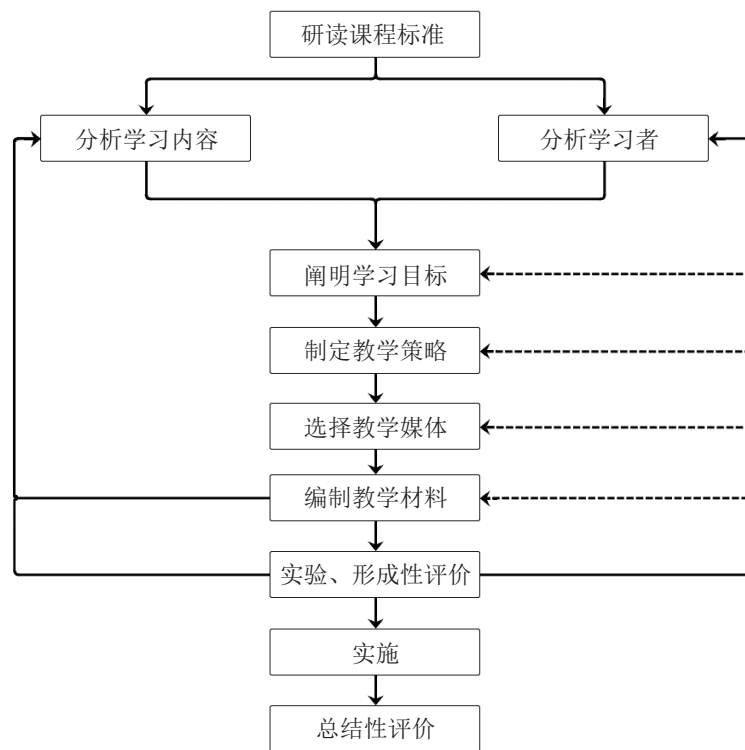 研读课程标准
分析学习内容
分析学习者
阐明学习目标
制定教学策略
选择教学媒体
编制教学材料
实验、形成性评价
实施
总结性评价